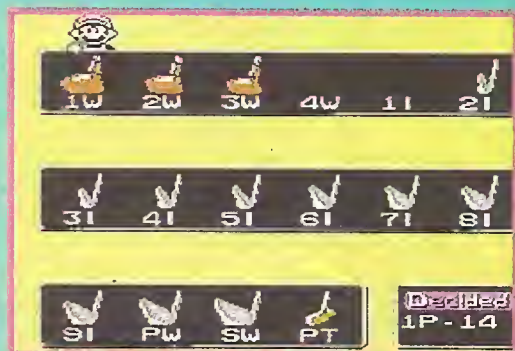 1W 2W 3W 4W 1I 2I
3I 4I 5I 6I 7I 8I
9I PW SW PT
Decided
1P-14